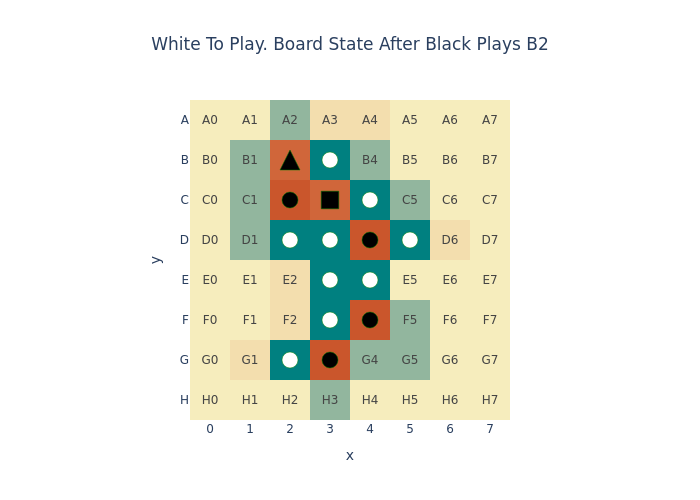 White To Play. Board State After Black Plays B2
A A0 A1 A2 A3 A4 A5 A6 A7
B B0 B1 B4 B5 B6 B7
C C0 C1 C5 C6 C7
D D0 D1 D6 D7
E E0 E1 E2 E5 E6 E7
F F0 F1 F2 F5 F6 F7
G G0 G1 G4 G5 G6 G7
H H0 H1 H2 H3 H4 H5 H6 H7
0 1 2 3 4 5 6 7
x
y